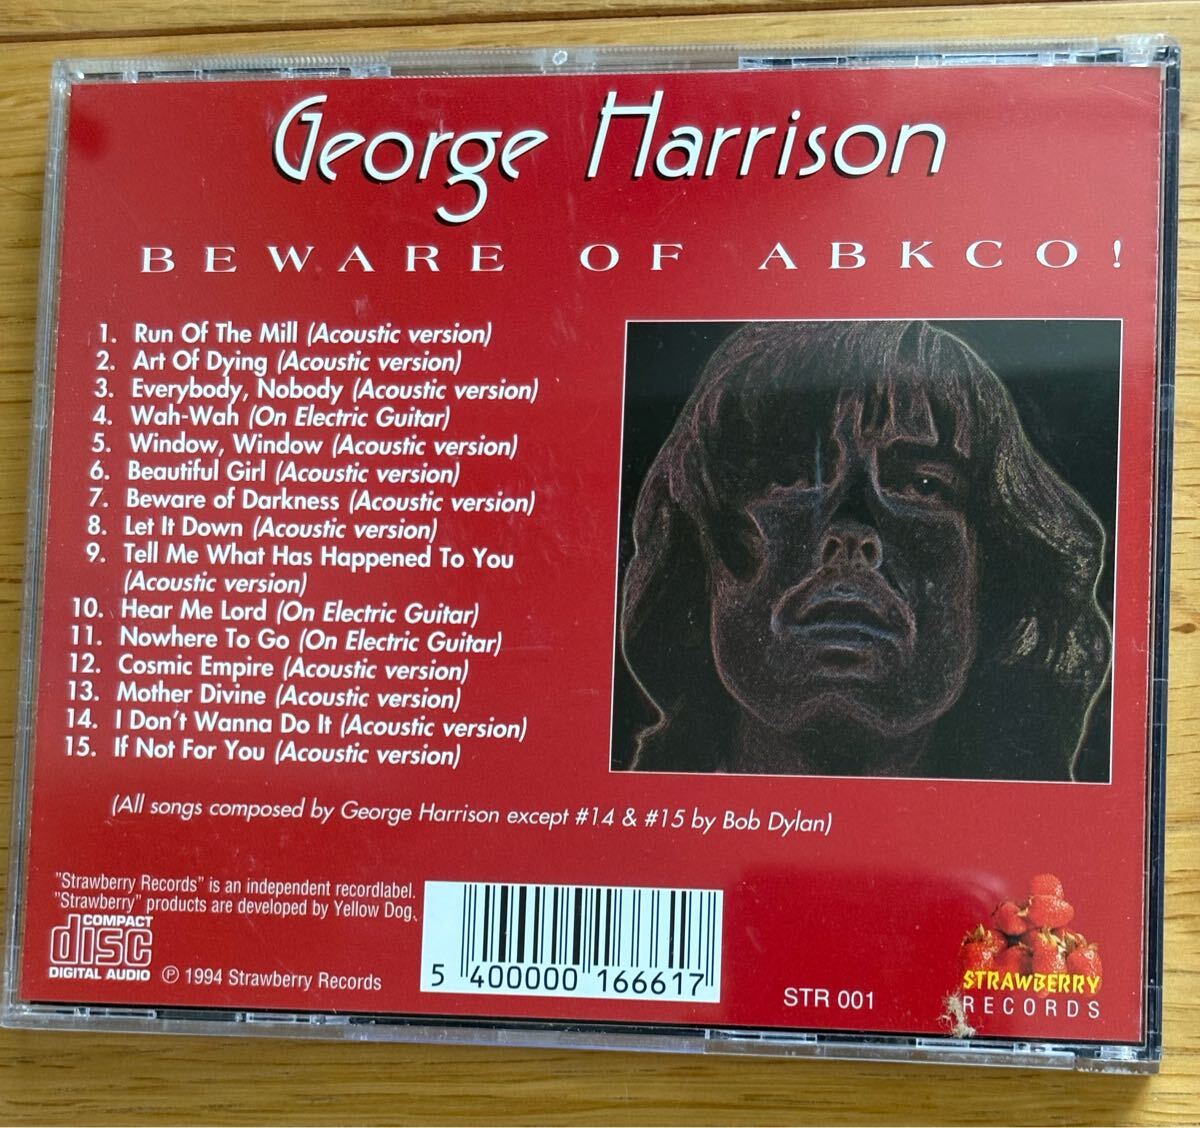 George Harrison
BEWARE OF ABKCO!
1. Run Of The Mill (Acoustic version)
2. Art Of Dying (Acoustic version)
3. Everybody, Nobody (Acoustic version)
4. Wah-Wah (On Electric Guitar)
5. Window, Window (Acoustic version)
6. Beautiful Girl (Acoustic version)
7. Beware of Darkness (Acoustic version)
8. Let It Down (Acoustic version)
9. Tell Me What Has Happened To You
(Acoustic version)
10. Hear Me Lord (On Electric Guitar)
11. Nowhere To Go (On Electric Guitar)
12. Cosmic Empire (Acoustic version)
13. Mother Divine (Acoustic version)
14. I Don't Wanna Do It (Acoustic version)
15. If Not For You (Acoustic version)
(All songs composed by George Harrison except #14 & #15 by Bob Dylan)
"Strawberry Records" is an independent recordlabel.
"Strawberry" products are developed by Yellow Dog.
COMPACT
disc
DIGITAL AUDIO
℗ 1994 Strawberry Records
5 400000 166617
STR 001
STRAWBERRY
RECORDS